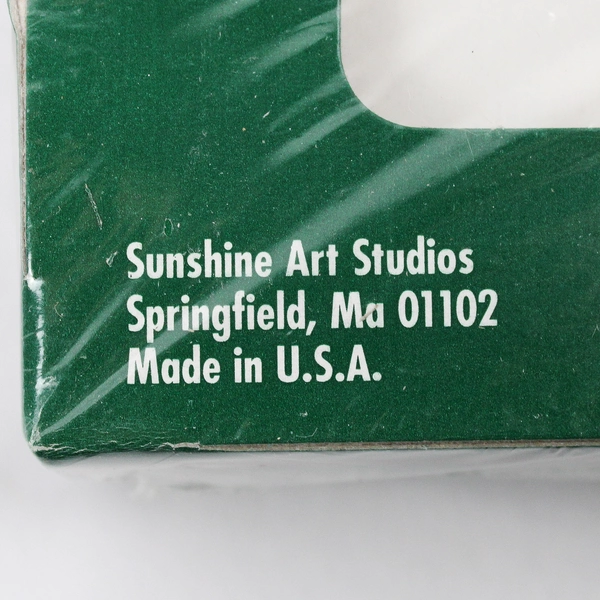 Sunshine Art Studios
Springfield, Ma 01102
Made in U.S.A.